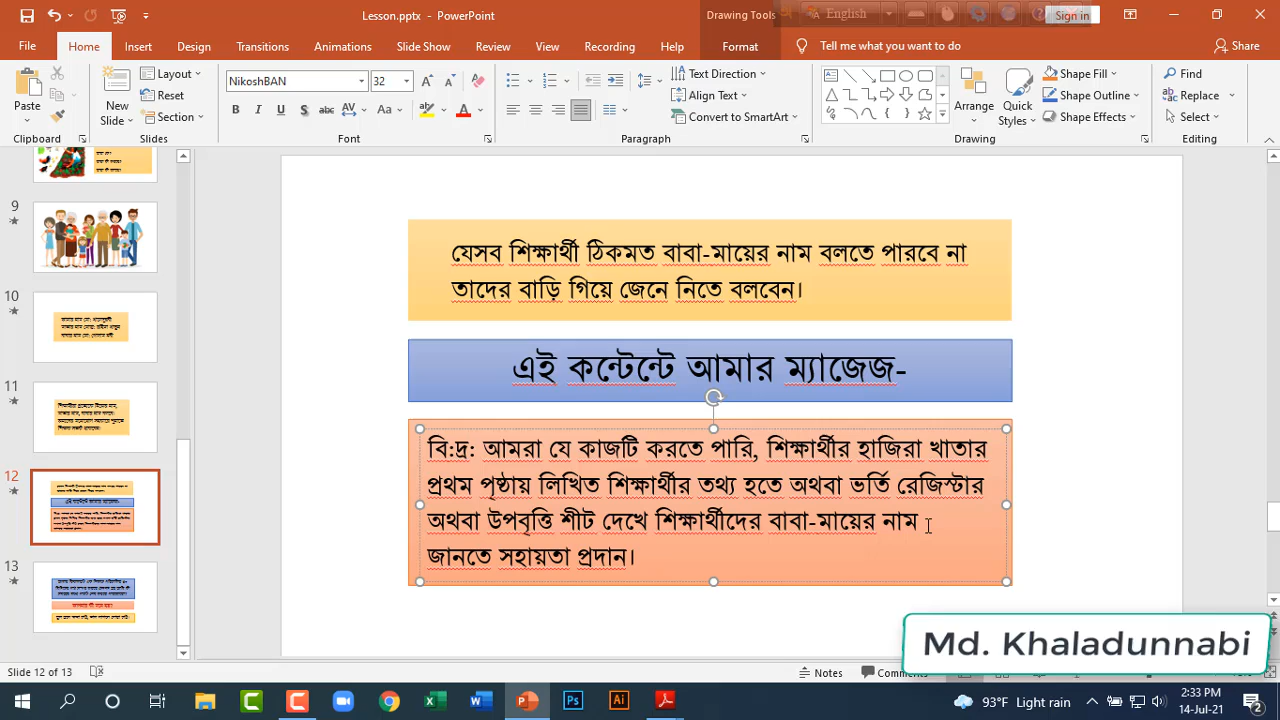 Lesson.pptx - PowerPoint
Drawing Tools
English
Sign in
File Home Insert Design Transitions Animations Slide Show Review View Recording Help Format Tell me what you want to do Share
Paste
Clipboard
New Slide
Layout
Reset
Section
Slides
NikoshBAN 32
Font
Text Direction
Align Text
Convert to SmartArt
Paragraph
Arrange
Quick Styles
Shape Fill
Shape Outline
Shape Effects
Drawing
Find
Replace
Select
Editing
9
10
11
12
13
যেসব শিক্ষার্থী ঠিকমত বাবা-মায়ের নাম বলতে পারবে না
তাদের বাড়ি গিয়ে জেনে নিতে বলবেন।
এই কন্টেন্টে আমার ম্যাজেজ-
বি:দ্র: আমরা যে কাজটি করতে পারি, শিক্ষার্থীর হাজিরা খাতার
প্রথম পৃষ্ঠায় লিখিত শিক্ষার্থীর তথ্য হতে অথবা ভর্তি রেজিস্টার
অথবা উপবৃত্তি শীট দেখে শিক্ষার্থীদের বাবা-মায়ের নাম
জানতে সহায়তা প্রদান।
Md. Khaladunnabi
Slide 12 of 13
Notes
93°F Light rain
2:33 PM
14-Jul-21
2